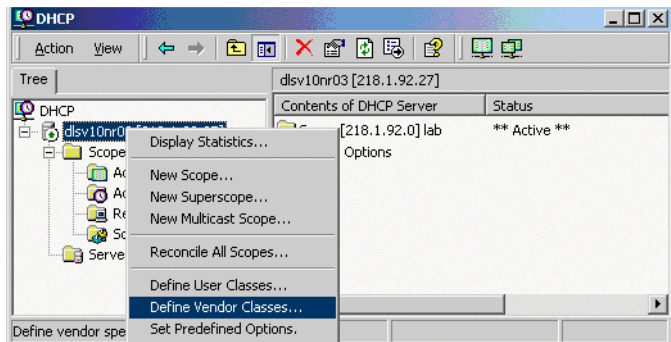 DHCP
Action View
Tree
dlsv10nr03 [218.1.92.27]
DHCP
Contents of DHCP Server Status
[218.1.92.0] lab ** Active **
Scope
Options
Serve
Display Statistics...
New Scope...
New Superscope...
New Multicast Scope...
Reconcile All Scopes...
Define User Classes...
Define Vendor Classes...
Set Predefined Options.
Define vendor spe